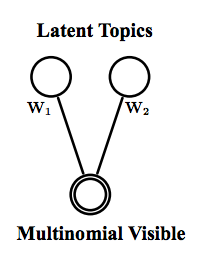 Latent Topics
W₁ W₂
Multinomial Visible